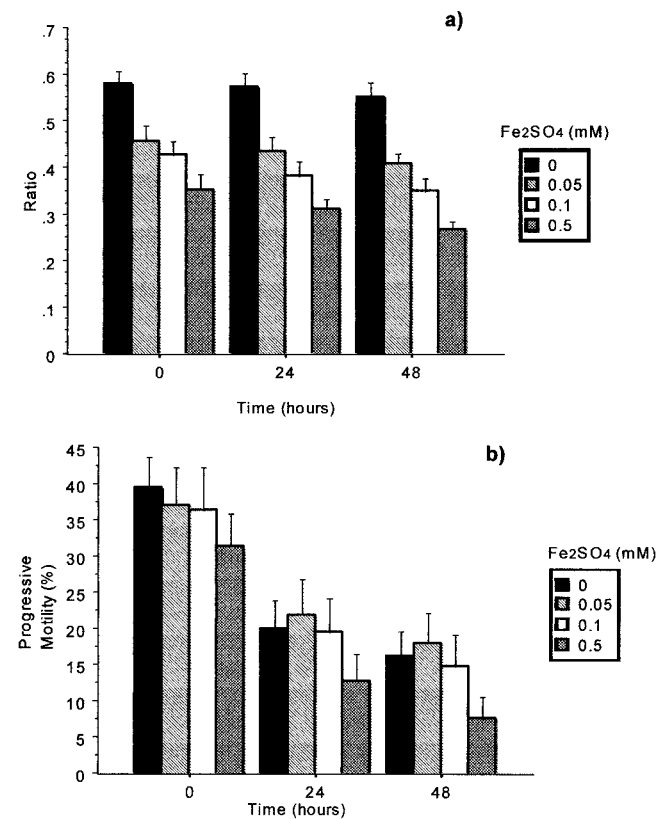 a)
.7
.6
.5
.4
.3
.2
.1
0
Ratio
0 24 48
Time (hours)
Fe2SO4 (mM)
0
0.05
0.1
0.5
b)
45
40
35
30
25
20
15
10
5
0
Progressive
Motility (%)
0 24 48
Time (hours)
Fe2SO4 (mM)
0
0.05
0.1
0.5